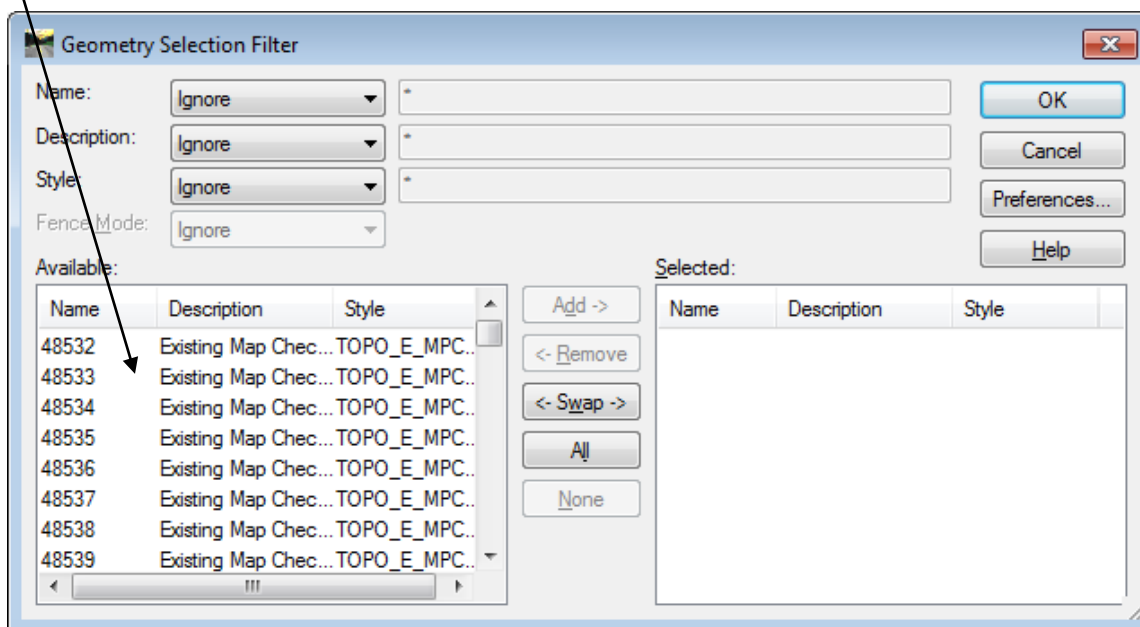 Geometry Selection Filter
Name: Ignore *
OK
Description: Ignore *
Cancel
Style: Ignore *
Preferences...
Fence Mode: Ignore
Help
Available:
Selected:
Name Description Style
Add ->
Name Description Style
48532 Existing Map Chec... TOPO_E_MPC..
<- Remove
48533 Existing Map Chec... TOPO_E_MPC..
48534 Existing Map Chec... TOPO_E_MPC..
<- Swap ->
48535 Existing Map Chec... TOPO_E_MPC..
All
48536 Existing Map Chec... TOPO_E_MPC..
48537 Existing Map Chec... TOPO_E_MPC..
None
48538 Existing Map Chec... TOPO_E_MPC..
48539 Existing Map Chec... TOPO_E_MPC..